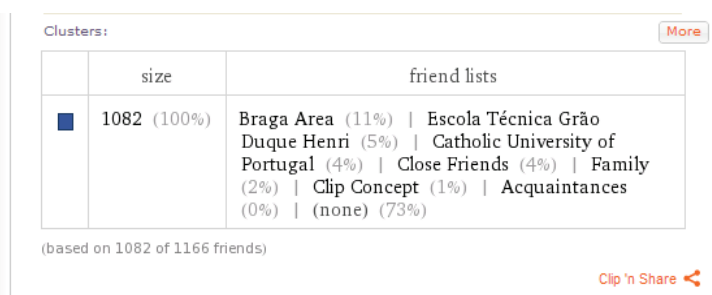 Clusters:
More
size
friend lists
1082 (100%)
Braga Area (11%) | Escola Técnica Grão
Duque Henri (5%) | Catholic University of
Portugal (4%) | Close Friends (4%) | Family
(2%) | Clip Concept (1%) | Acquaintances
(0%) | (none) (73%)
(based on 1082 of 1166 friends)
Clip 'n Share